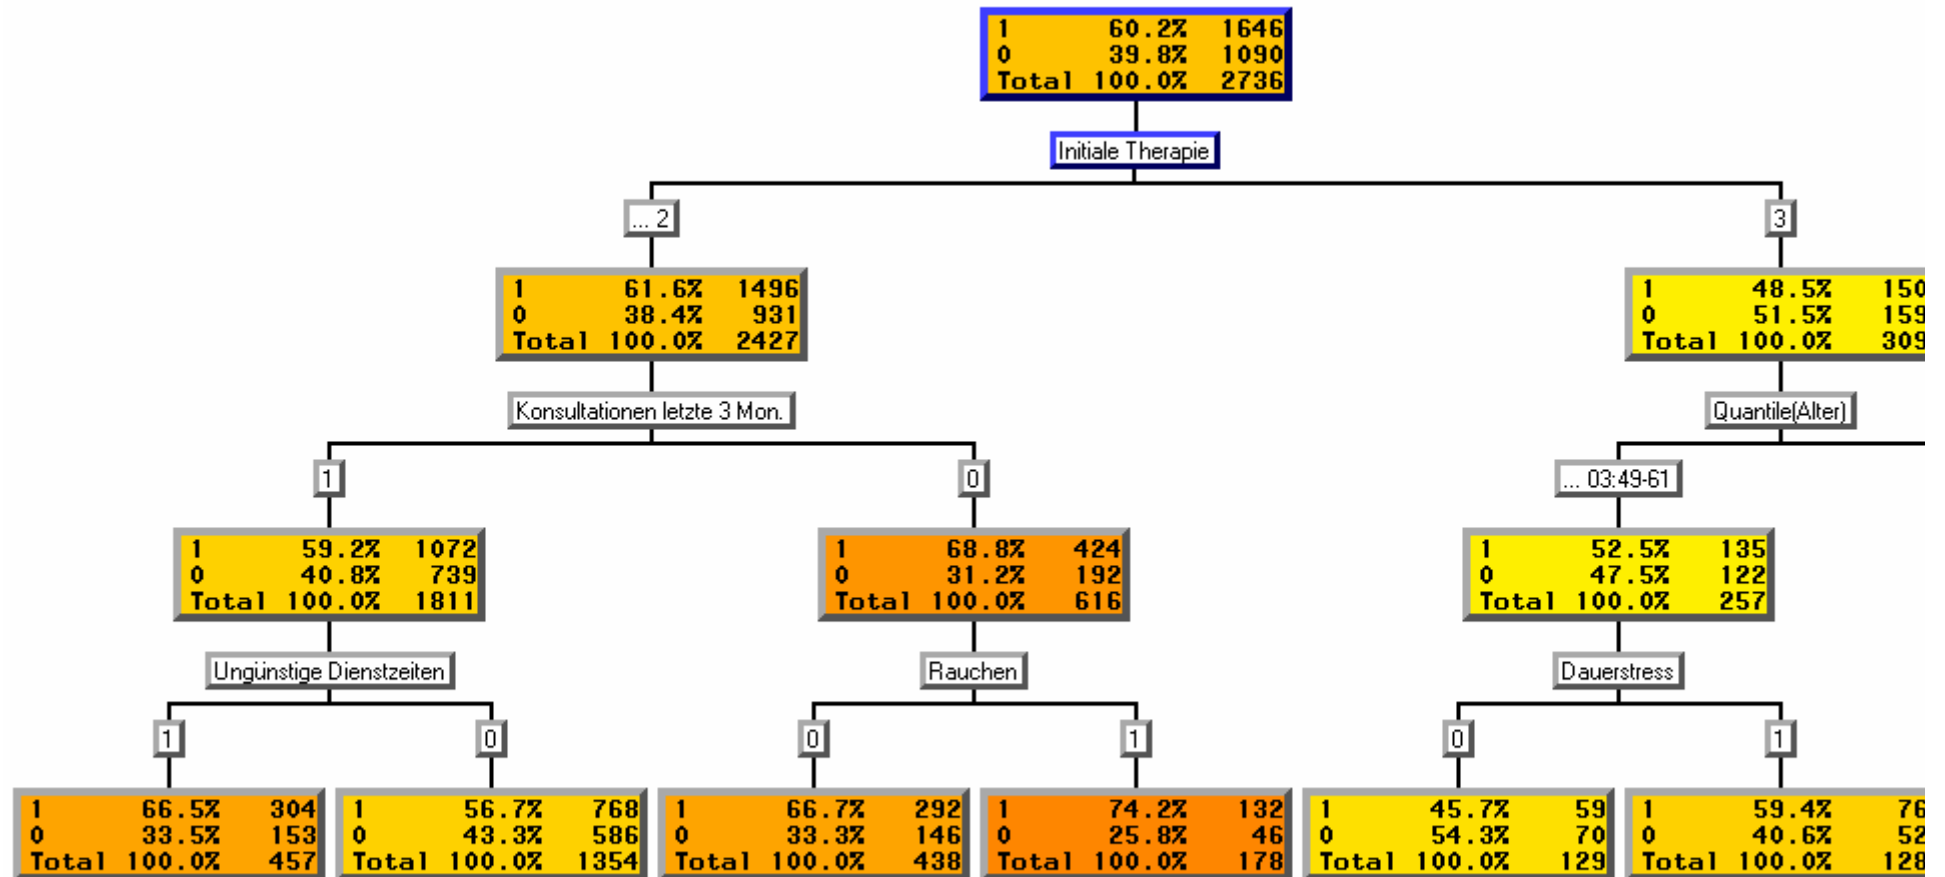 1 60.2% 1646
0 39.8% 1090
Total 100.0% 2736
Initiale Therapie
... 2
3
1 61.6% 1496
0 38.4% 931
Total 100.0% 2427
1 48.5% 150
0 51.5% 159
Total 100.0% 309
Konsultationen letzte 3 Mon.
Quantile(Alter)
1
0
... 03:49-61
1 59.2% 1072
0 40.8% 739
Total 100.0% 1811
1 68.8% 424
0 31.2% 192
Total 100.0% 616
1 52.5% 135
0 47.5% 122
Total 100.0% 257
Ungünstige Dienstzeiten
Rauchen
Dauerstress
1
0
0
1
0
1
1 66.5% 304
0 33.5% 153
Total 100.0% 457
1 56.7% 768
0 43.3% 586
Total 100.0% 1354
1 66.7% 292
0 33.3% 146
Total 100.0% 438
1 74.2% 132
0 25.8% 46
Total 100.0% 178
1 45.7% 59
0 54.3% 70
Total 100.0% 129
1 59.4% 76
0 40.6% 52
Total 100.0% 128